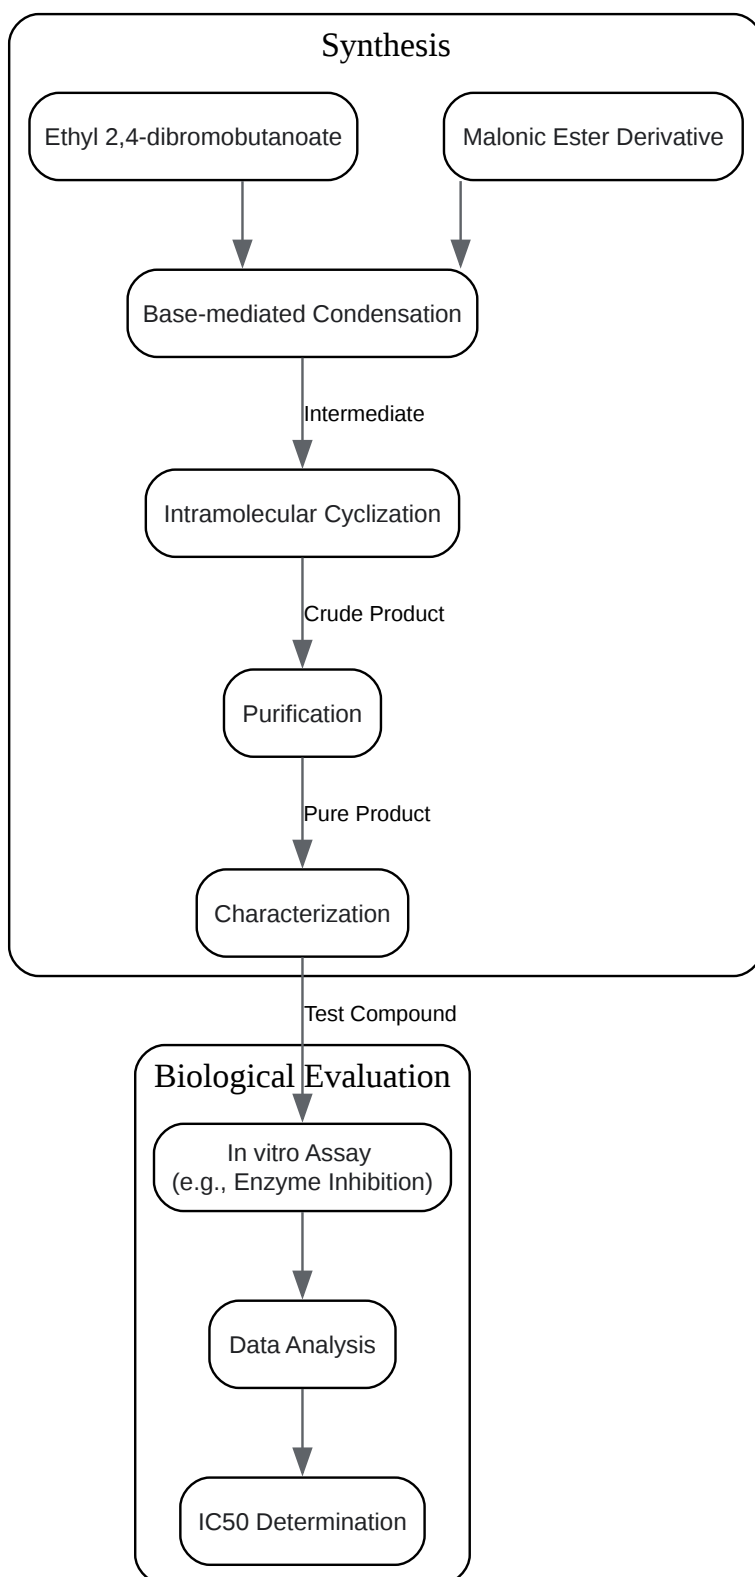 Synthesis
Ethyl 2,4-dibromobutanoate
Malonic Ester Derivative
Base-mediated Condensation
Intermediate
Intramolecular Cyclization
Crude Product
Purification
Pure Product
Characterization
Test Compound
Biological Evaluation
In vitro Assay
(e.g., Enzyme Inhibition)
Data Analysis
IC50 Determination